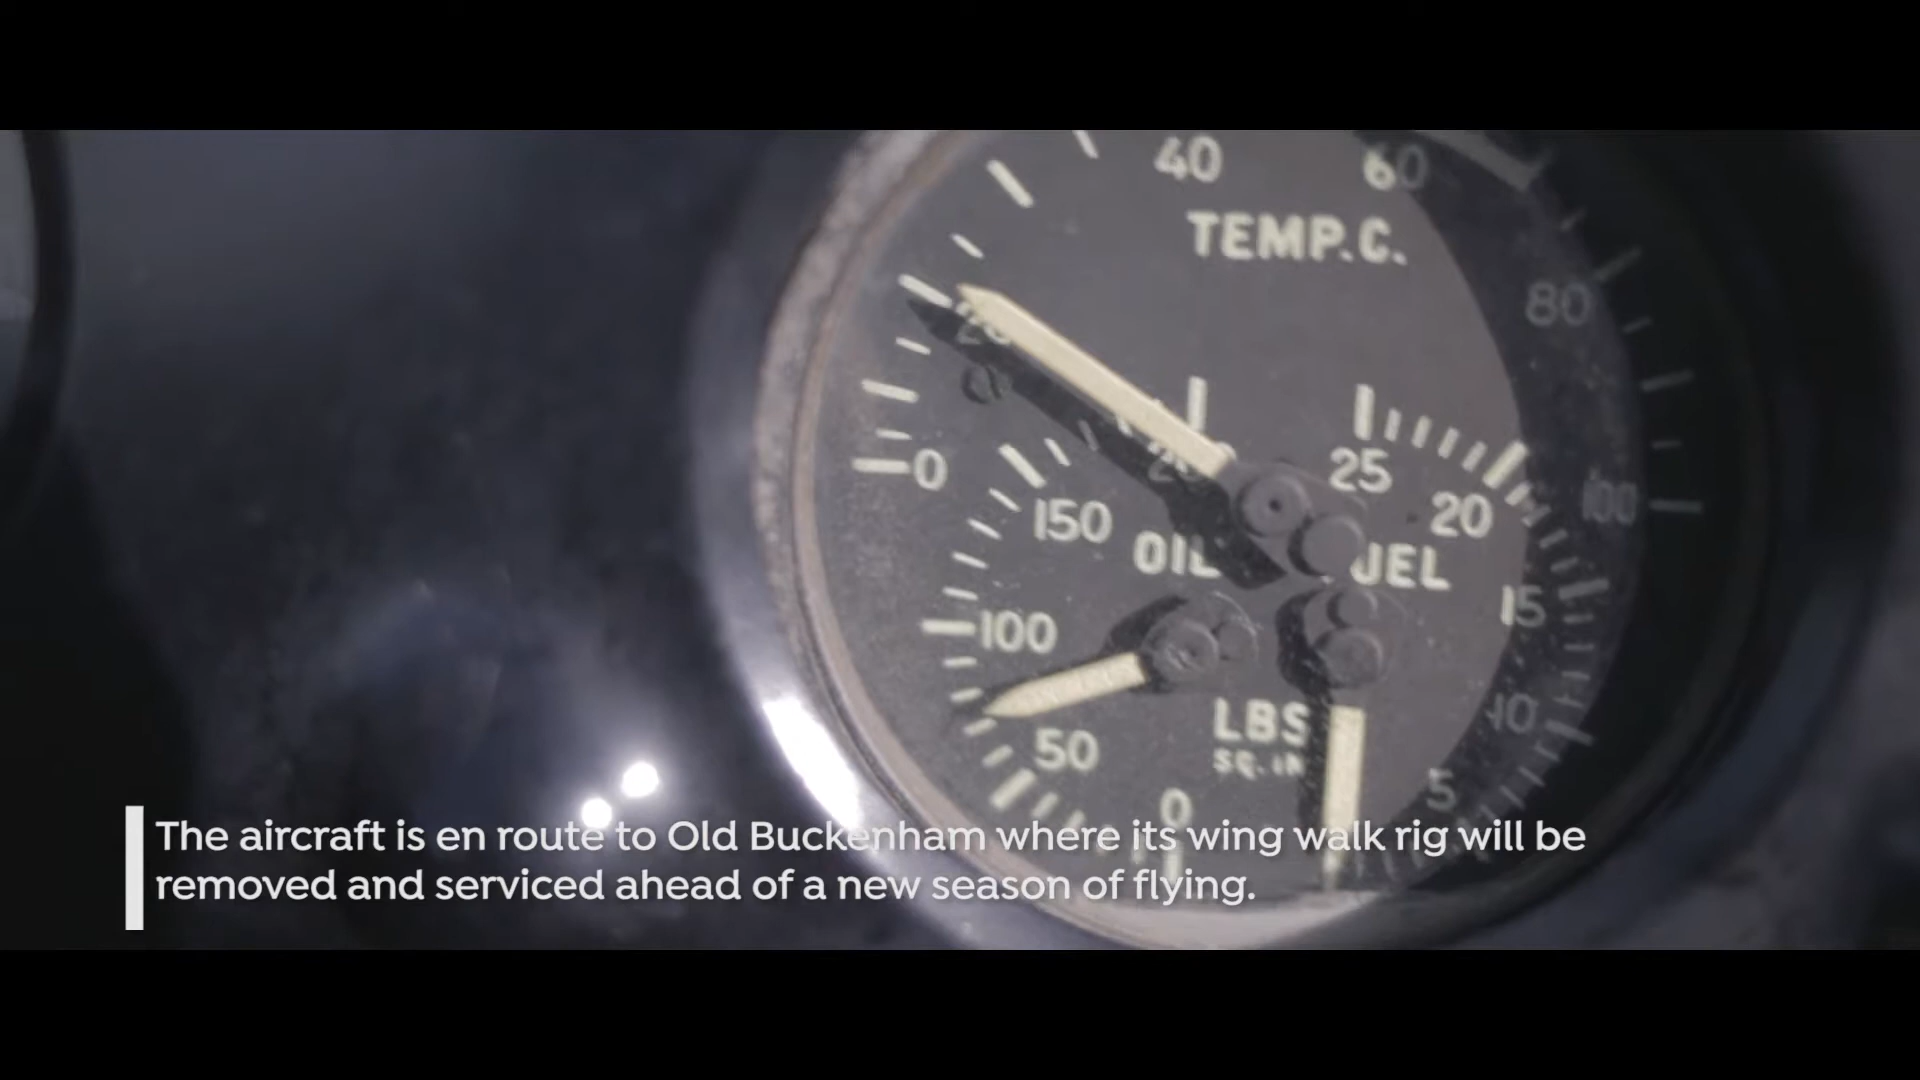 40 60
TEMP.C.
80
0
25
20
100
150
OIL
15
100
10
LBS
SQ.IN
50
5
0
The aircraft is en route to Old Buckenham where its wing walk rig will be
removed and serviced ahead of a new season of flying.